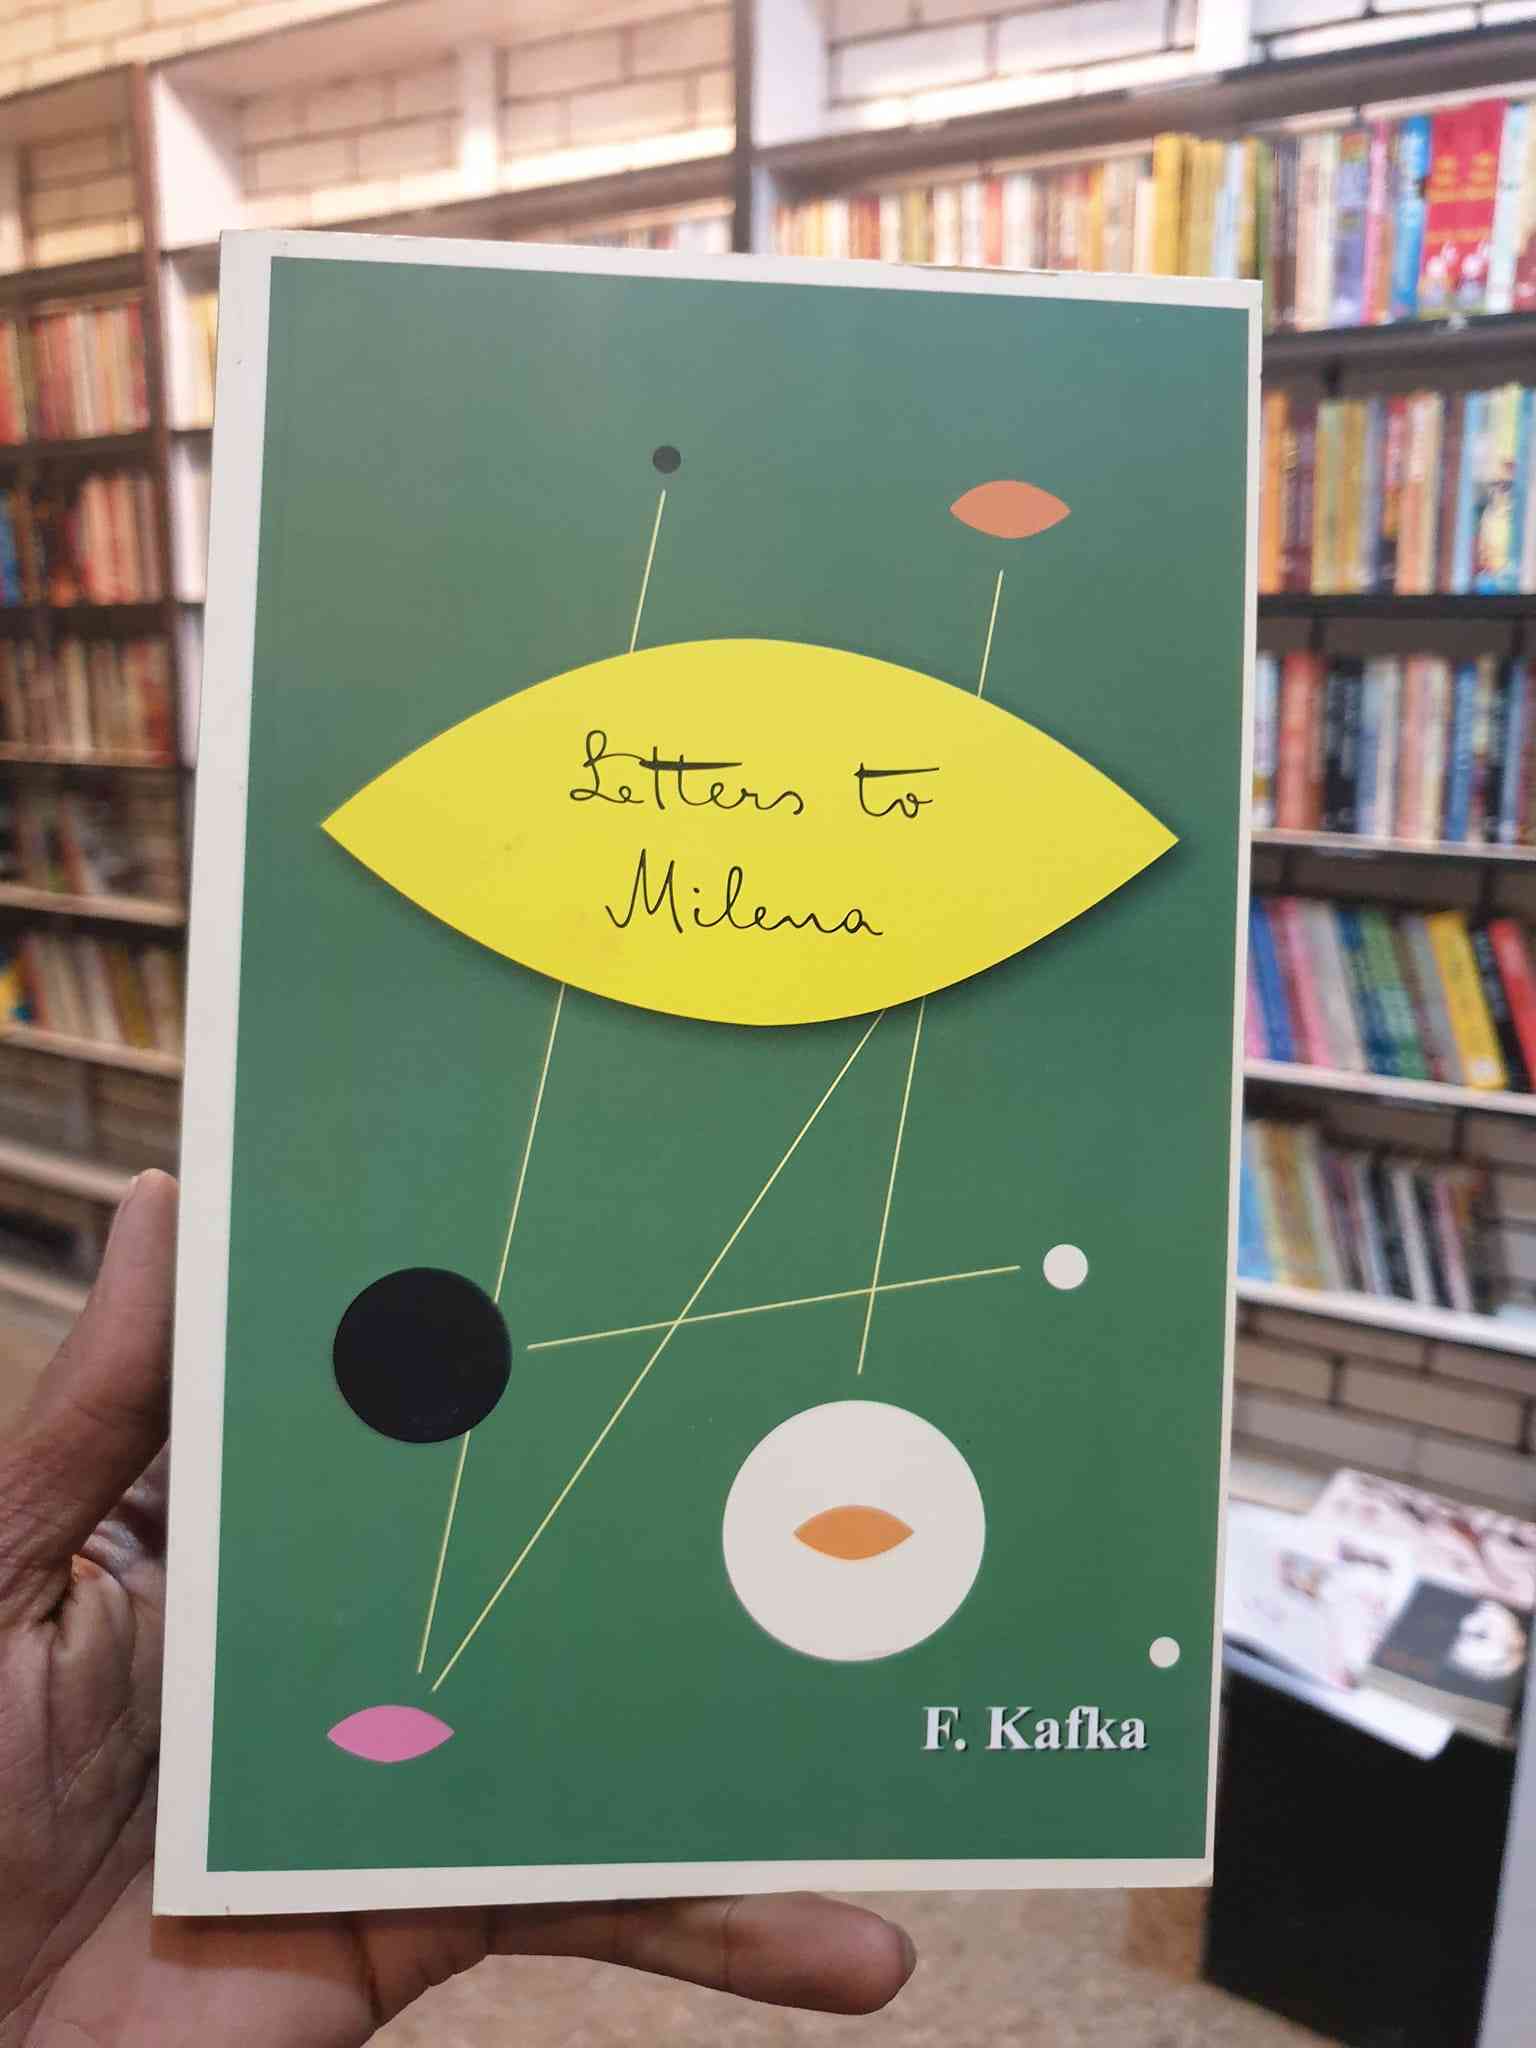 Letters to
Milena
F. Kafka